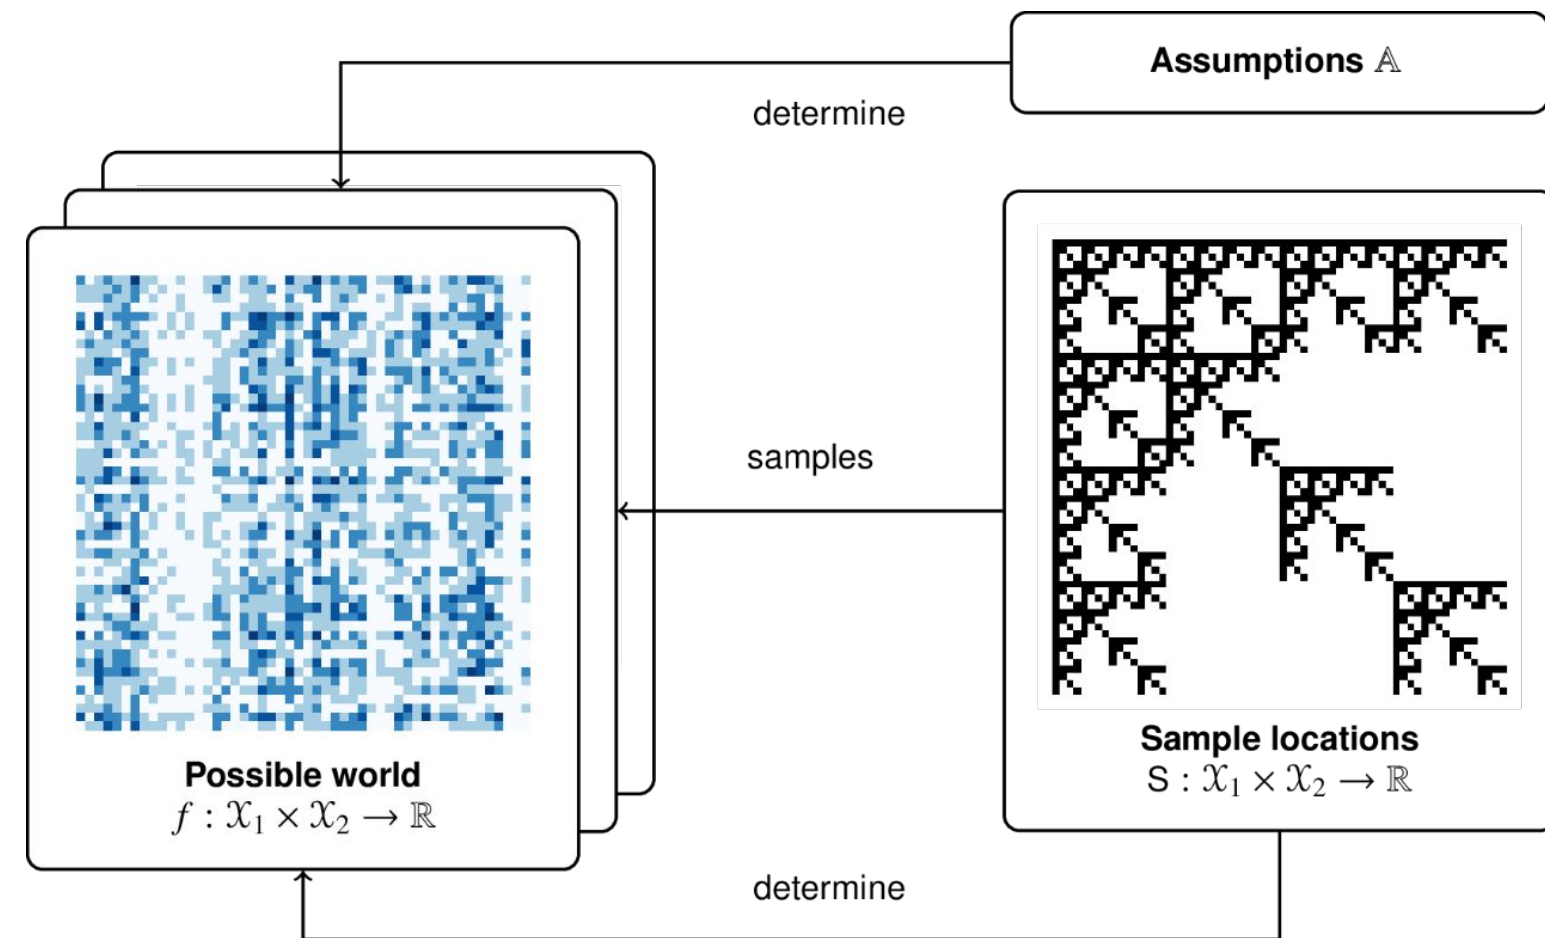 Assumptions 𝔸
determine
samples
Sample locations
S : 𝒳₁ × 𝒳₂ → ℝ
Possible world
f : 𝒳₁ × 𝒳₂ → ℝ
determine